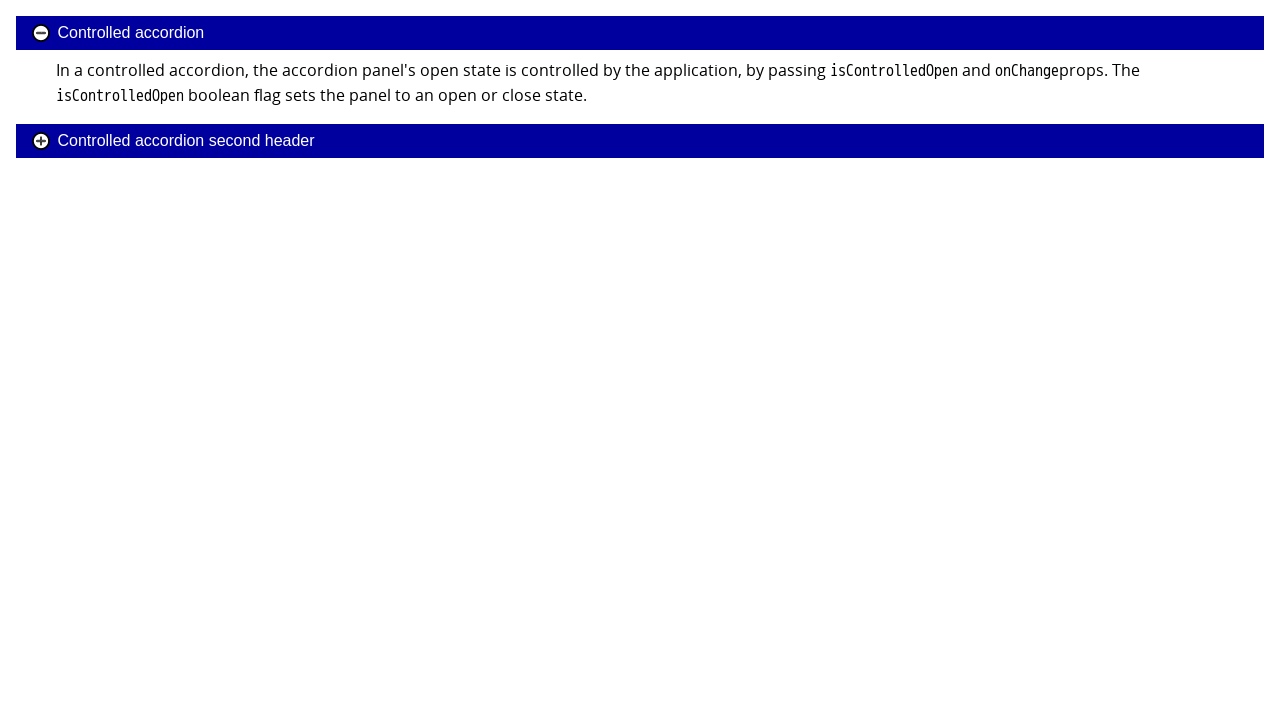 Controlled accordion
In a controlled accordion, the accordion panel's open state is controlled by the application, by passing isControlledOpen and onChangeprops. The
isControlledOpen boolean flag sets the panel to an open or close state.
Controlled accordion second header